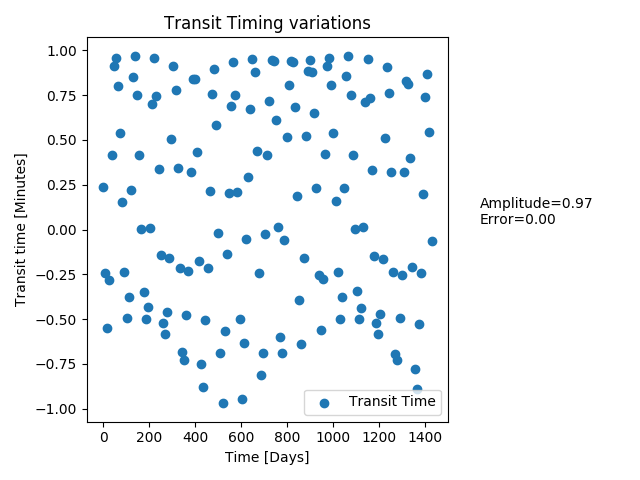 Transit Timing variations
1.00
0.75
0.50
0.25
0.00
−0.25
−0.50
−0.75
−1.00
Transit time [Minutes]
Amplitude=0.97
Error=0.00
Transit Time
0 200 400 600 800 1000 1200 1400
Time [Days]